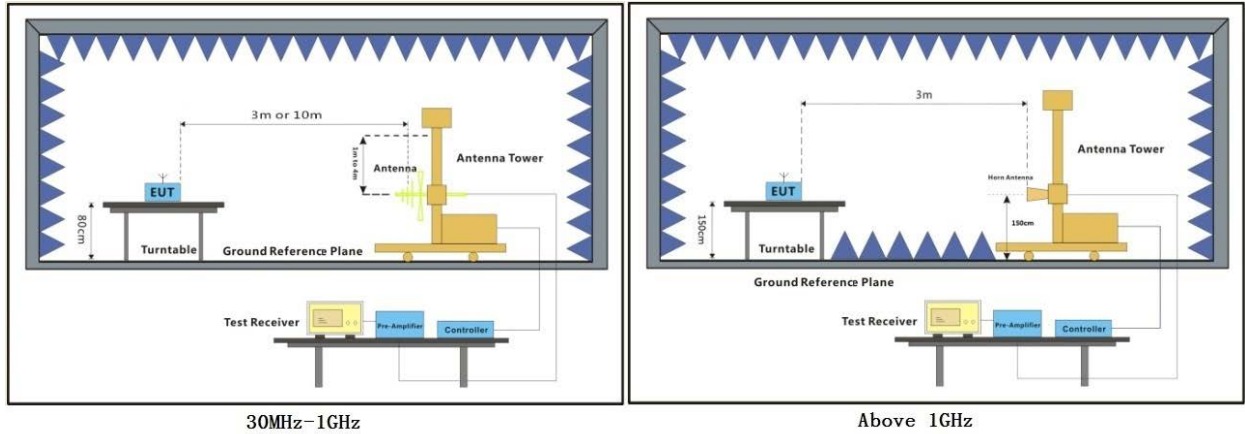 3m or 10m
1m to 4m
Antenna
Antenna Tower
EUT
80cm
Turntable
Ground Reference Plane
Test Receiver
Pre-Amplifier
Controller
30MHz-1GHz
3m
Antenna Tower
Horn Antenna
EUT
150cm
150cm
Turntable
Ground Reference Plane
Test Receiver
Pre-Amplifier
Controller
Above 1GHz